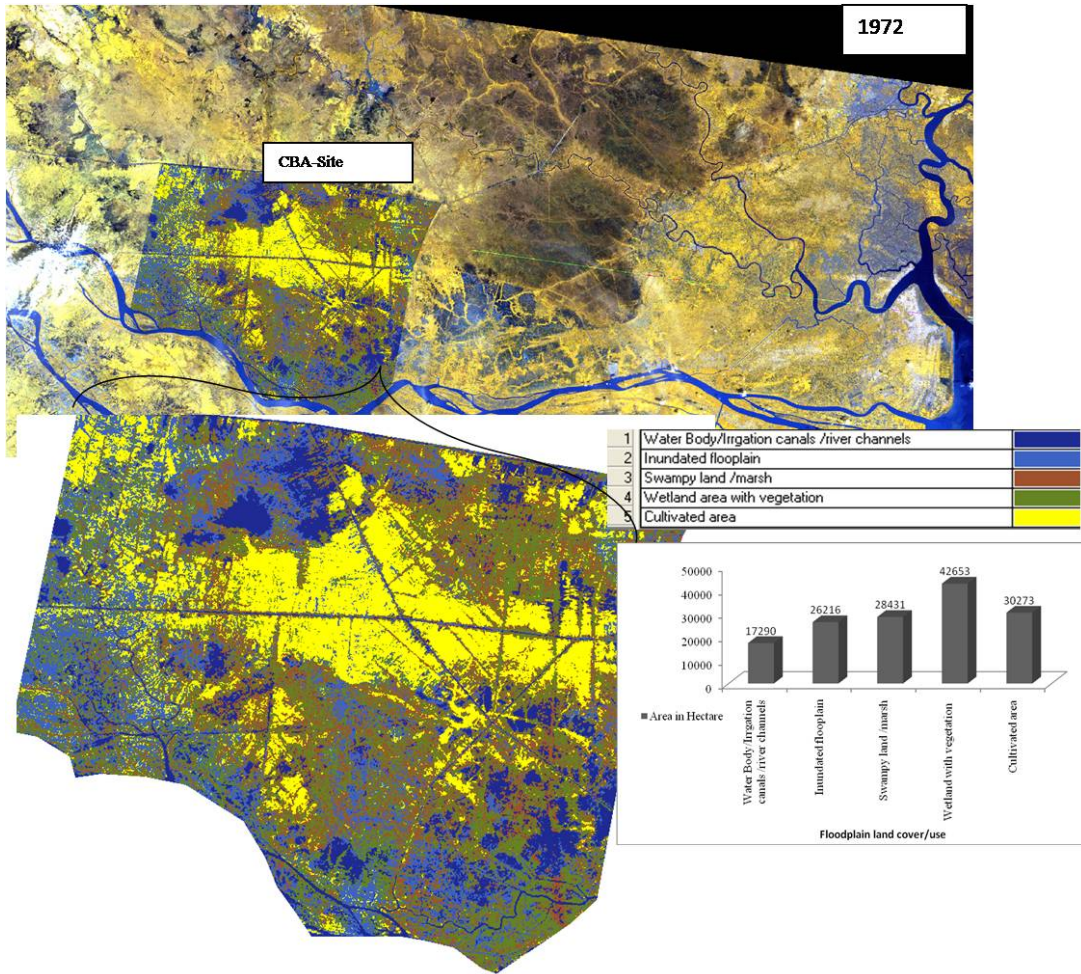 1972
CBA-Site
1 Water Body/Irrgation canals /river channels
2 Inundated flooplain
3 Swampy land /marsh
4 Wetland area with vegetation
5 Cultivated area
50000
40000
30000
20000
10000
0
17290
26216
28431
42653
30273
■ Area in Hectare
Water Body/Irrgation
canals /river channels
Inundated flooplain
Swampy land /marsh
Wetland with vegetation
Cultivated area
Floodplain land cover/use